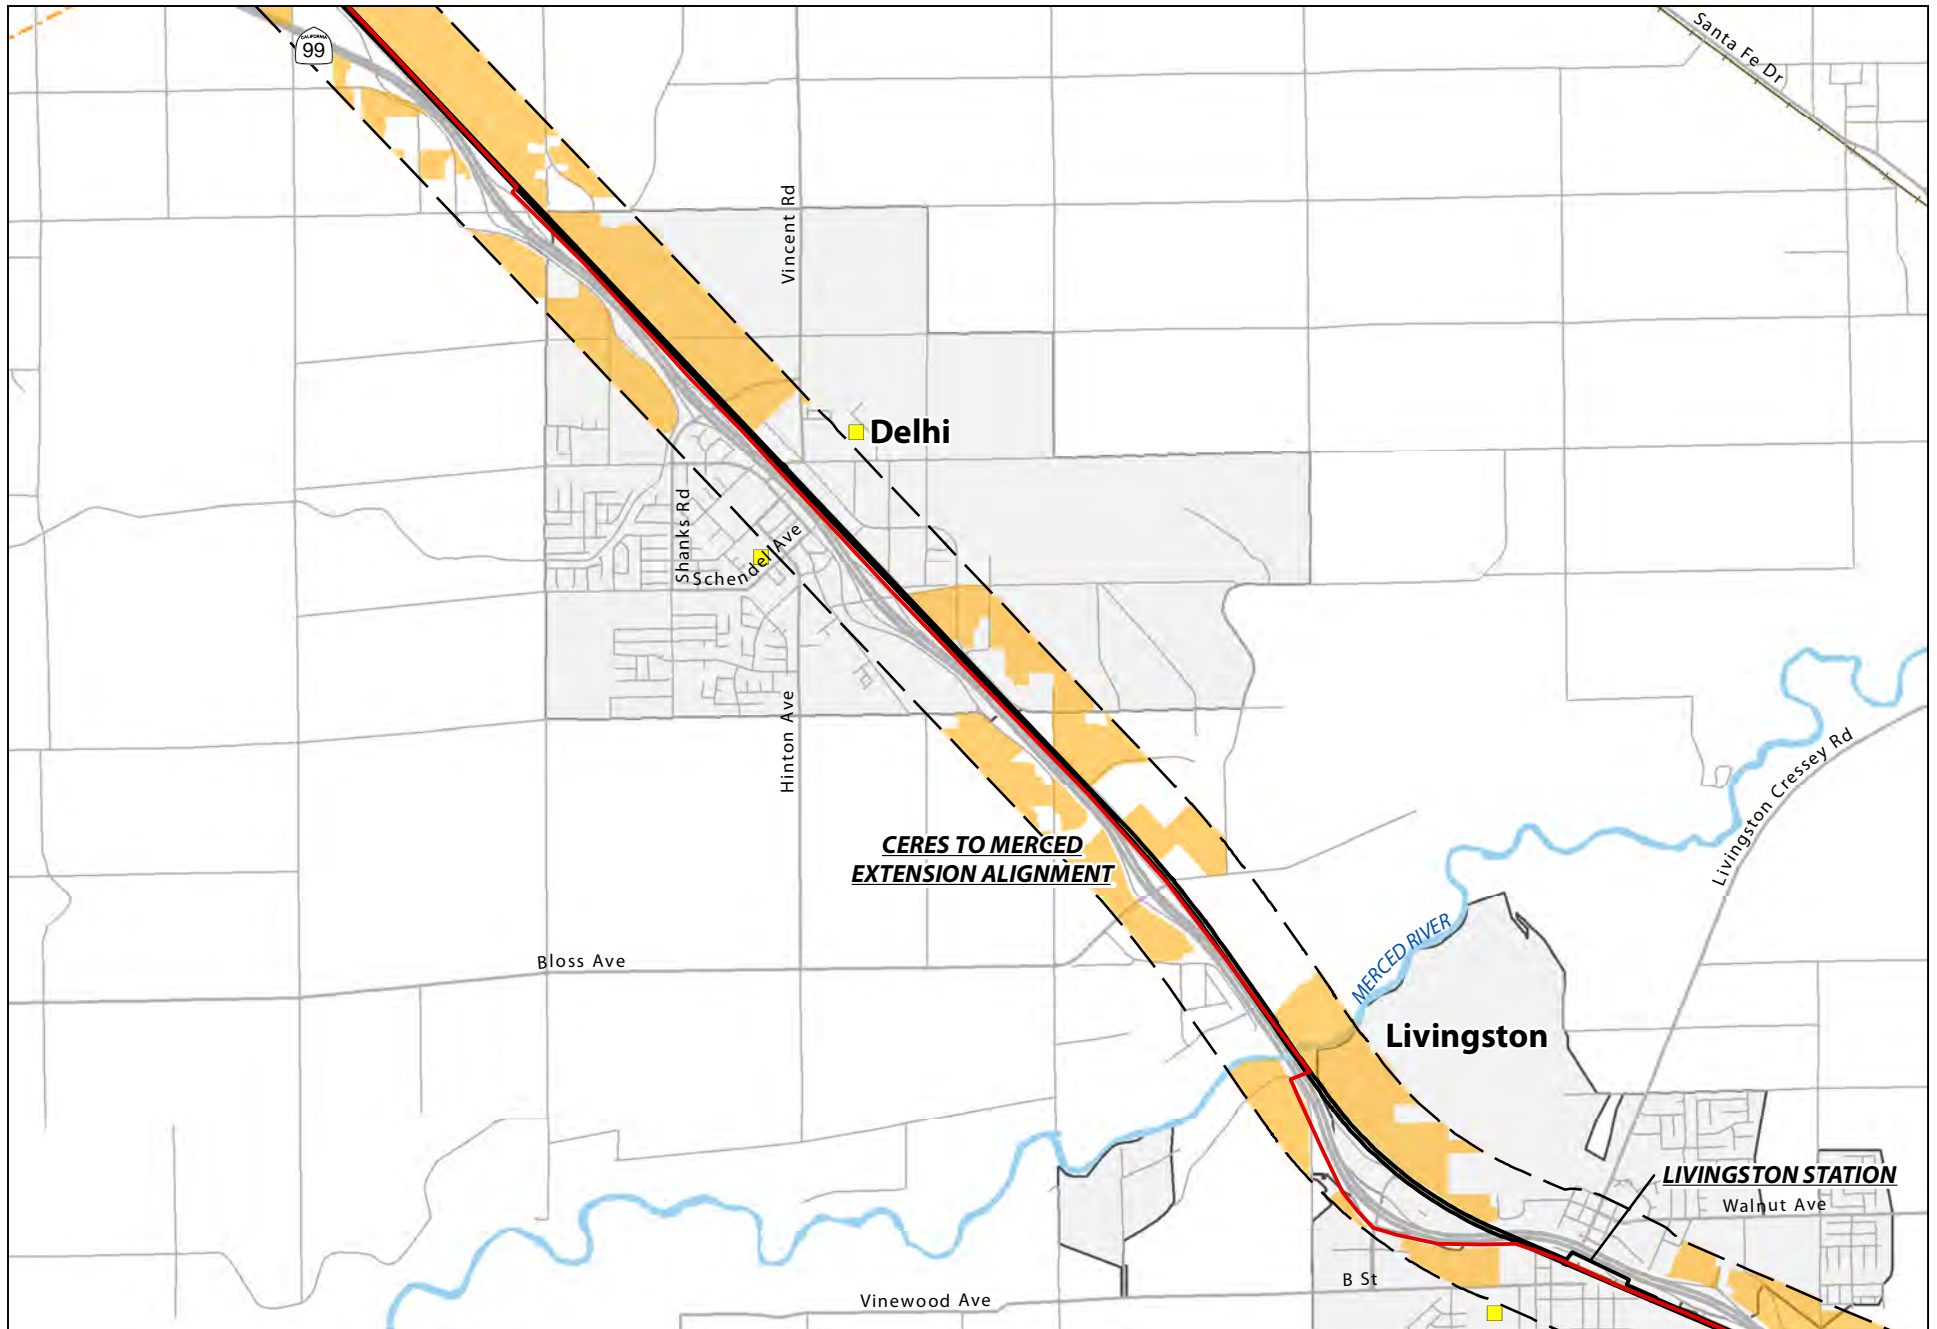 Santa Fe Dr
CALIFORNIA
99
Vincent Rd
Delhi
Shanks Rd
Schendel Ave
Hinton Ave
Livingston Cressey Rd
CERES TO MERCED
EXTENSION ALIGNMENT
MERCED RIVER
Bloss Ave
Livingston
LIVINGSTON STATION
Walnut Ave
B St
Vinewood Ave